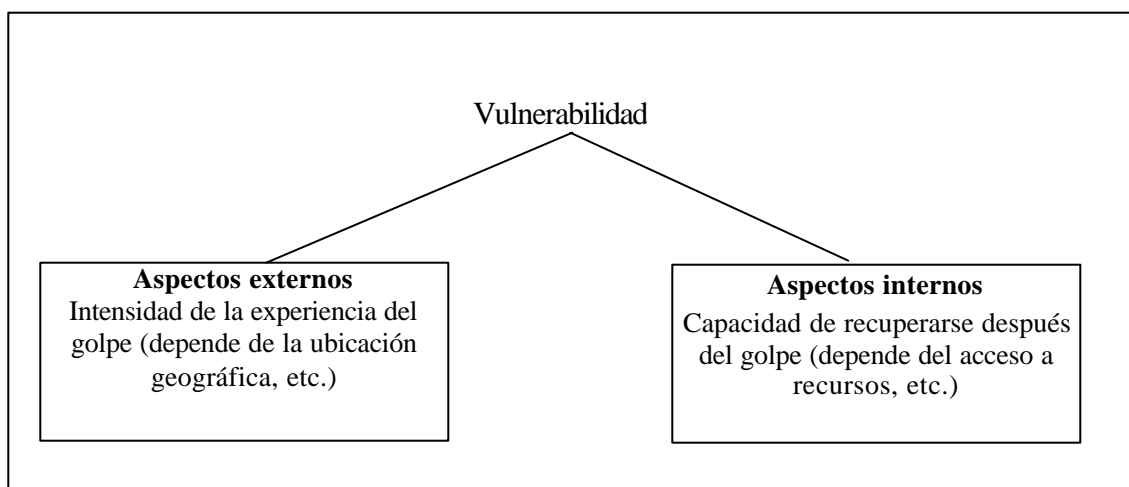 Vulnerabilidad
Aspectos externos
Intensidad de la experiencia del
golpe (depende de la ubicación
geográfica, etc.)
Aspectos internos
Capacidad de recuperarse después
del golpe (depende del acceso a
recursos, etc.)